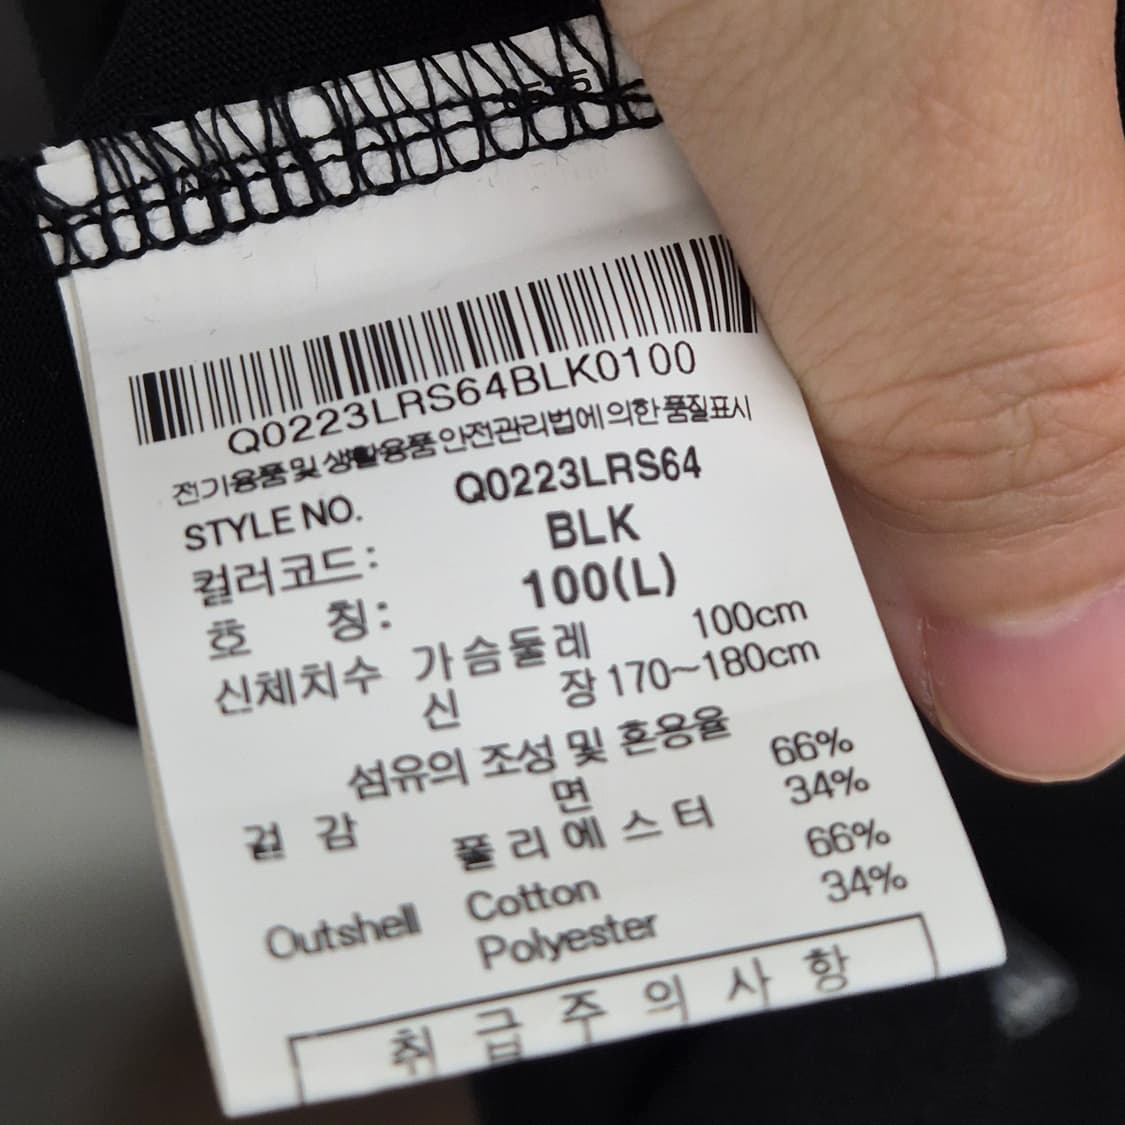 Q0223LRS64BLK0100
전기용품 및 생활용품 안전관리법에 의한 품질표시
STYLE NO. Q0223LRS64
컬러코드: BLK
호 칭: 100(L)
신체치수 가슴둘레 100cm
신 장 170~180cm
섬유의 조성 및 혼용율
겉 감 면 66%
폴리에스터 34%
Outshell Cotton 66%
Polyester 34%
취급주의사항